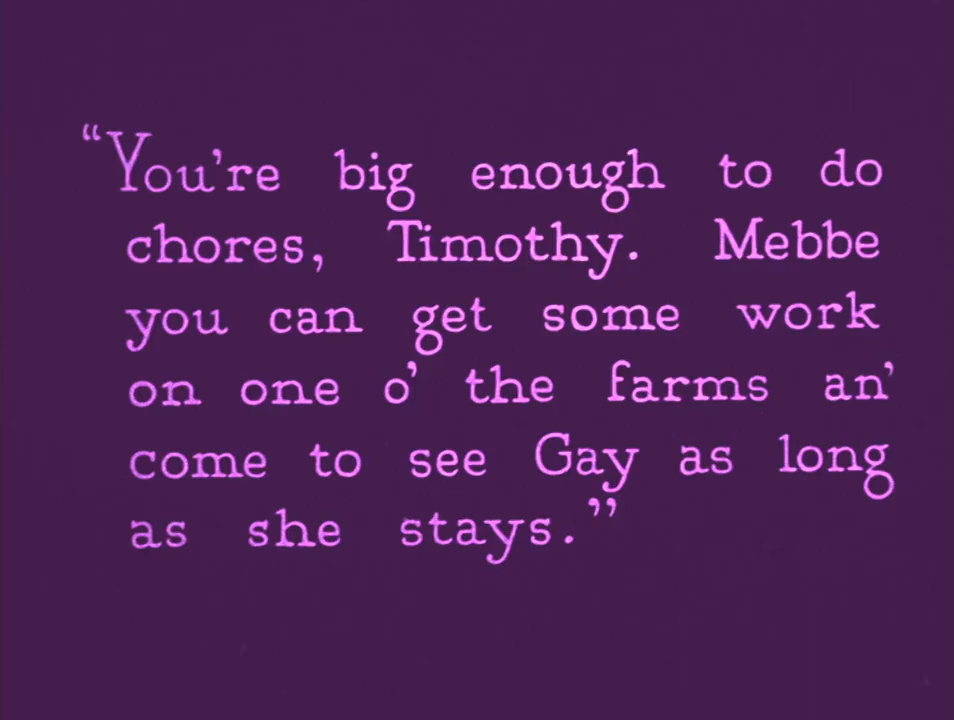 “You’re big enough to do
chores, Timothy. Mebbe
you can get some work
on one o’ the farms an’
come to see Gay as long
as she stays.”